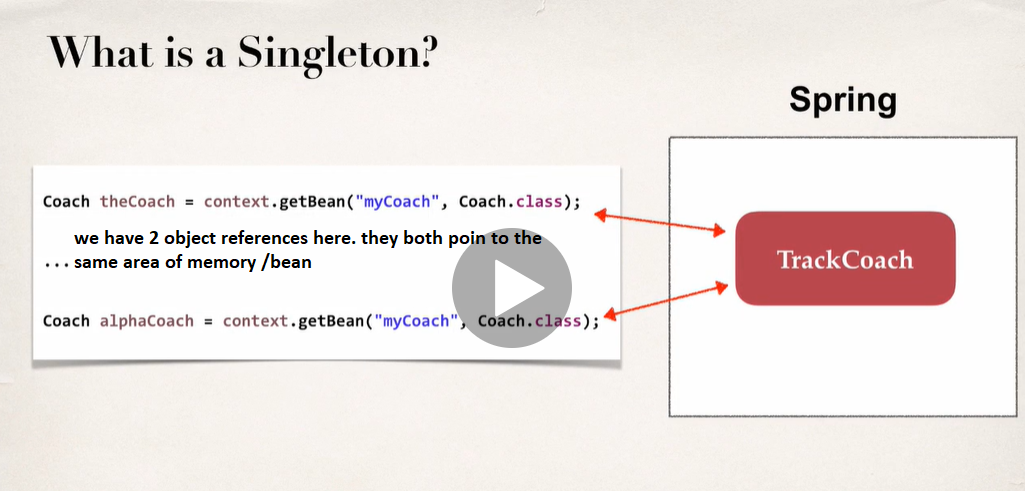 What is a Singleton?
Spring
Coach theCoach = context.getBean("myCoach", Coach.class);
we have 2 object references here. they both poin to the
... same area of memory /bean
Coach alphaCoach = context.getBean("myCoach", Coach.class);
TrackCoach